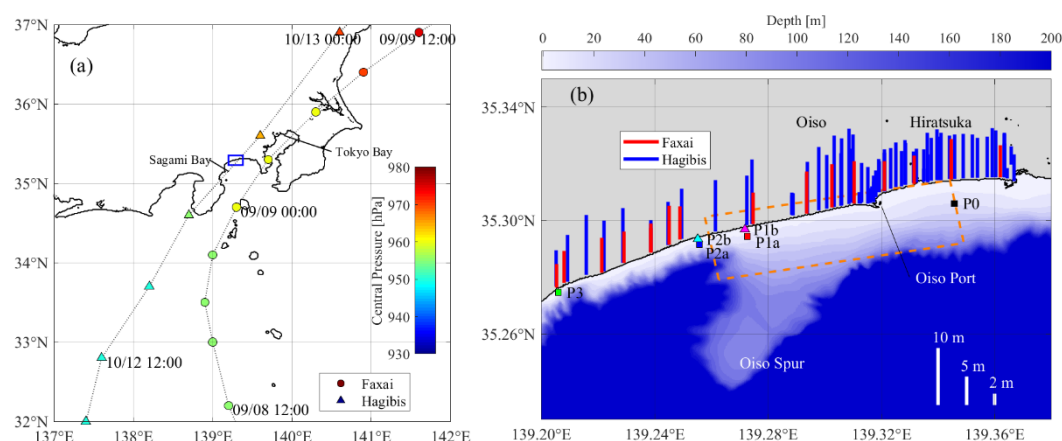 Depth [m]
0 20 40 60 80 100 120 140 160 180 200
37°N
10/13 00:00
09/09 12:00
(a)
36°N
Sagami Bay
Tokyo Bay
35°N
09/09 00:00
34°N
33°N
10/12 12:00
09/08 12:00
32°N
137°E 138°E 139°E 140°E 141°E 142°E
980
970
960
950
940
930
Central Pressure [hPa]
Faxai
Hagibis
(b)
35.34°N
Faxai
Hagibis
Oiso
Hiratsuka
35.30°N
P0
P1b
P1a
P2b
P2a
P3
Oiso Port
35.26°N
Oiso Spur
10 m
5 m
2 m
139.20°E 139.24°E 139.28°E 139.32°E 139.36°E